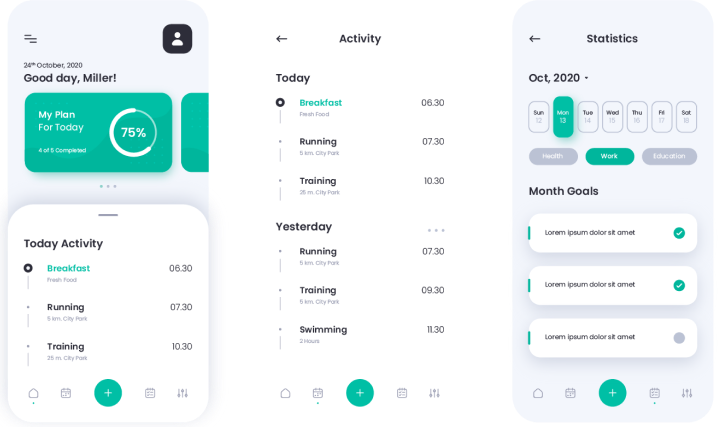 24th October, 2020
Good day, Miller!
My Plan
For Today
4 of 5 Completed
75%
Today Activity
Breakfast
06.30
Fresh Food
Running
07.30
5 km. City Park
Training
10.30
25 m. City Park
+
Activity
Today
Breakfast
06.30
Fresh Food
Running
07.30
5 km. City Park
Training
10.30
25 m. City Park
Yesterday
Running
07.30
5 km. City Park
Training
09.30
5 km. City Park
Swimming
11.30
2 Hours
+
Statistics
Oct, 2020
Sun Mon Tue Wed Thu Fri Sat
12 13 14 15 16 17 18
Health Work Education
Month Goals
Lorem ipsum dolor sit amet
Lorem ipsum dolor sit amet
Lorem ipsum dolor sit amet
+